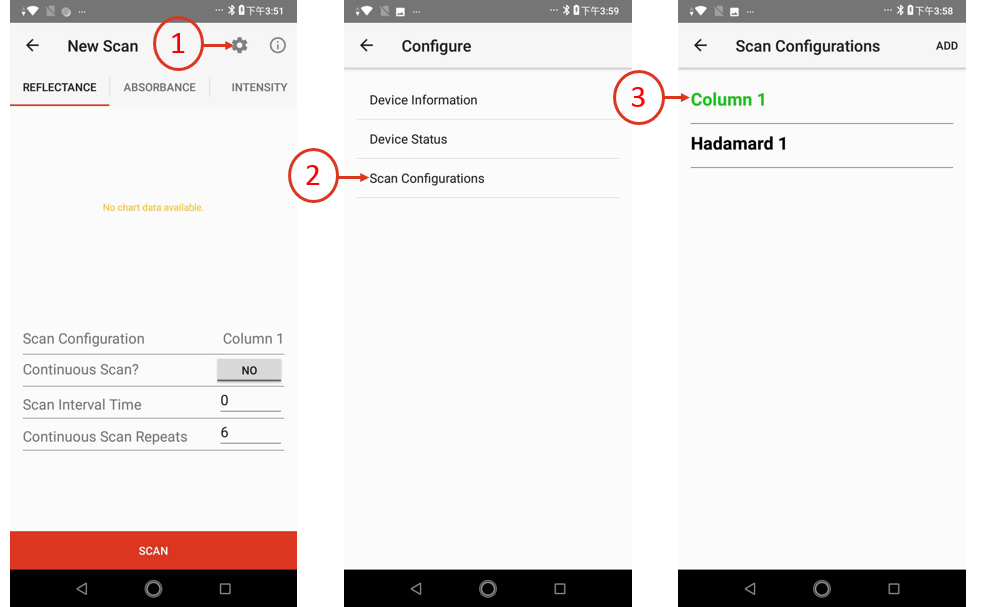 下午3:51
New Scan
1
REFLECTANCE
ABSORBANCE
INTENSITY
No chart data available.
Scan Configuration
Column 1
Continuous Scan?
NO
Scan Interval Time
0
Continuous Scan Repeats
6
SCAN
下午3:59
Configure
Device Information
Device Status
2
Scan Configurations
下午3:58
Scan Configurations
ADD
3
Column 1
Hadamard 1